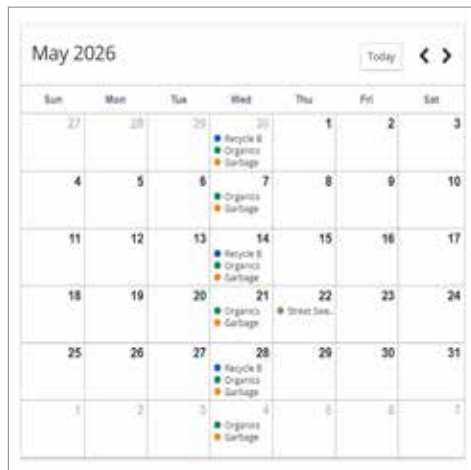 May 2026
Today
Sun Mon Tue Wed Thu Fri Sat
27 28 29 30 1 2 3
Recycle B
Organics
Garbage
4 5 6 7 8 9 10
Organics
Garbage
11 12 13 14 15 16 17
Recycle B
Organics
Garbage
18 19 20 21 22 23 24
Organics Street
Garbage
25 26 27 28 29 30 31
Recycle B
Organics
Garbage
1 2 3 4 5 6 7
Organics
Garbage